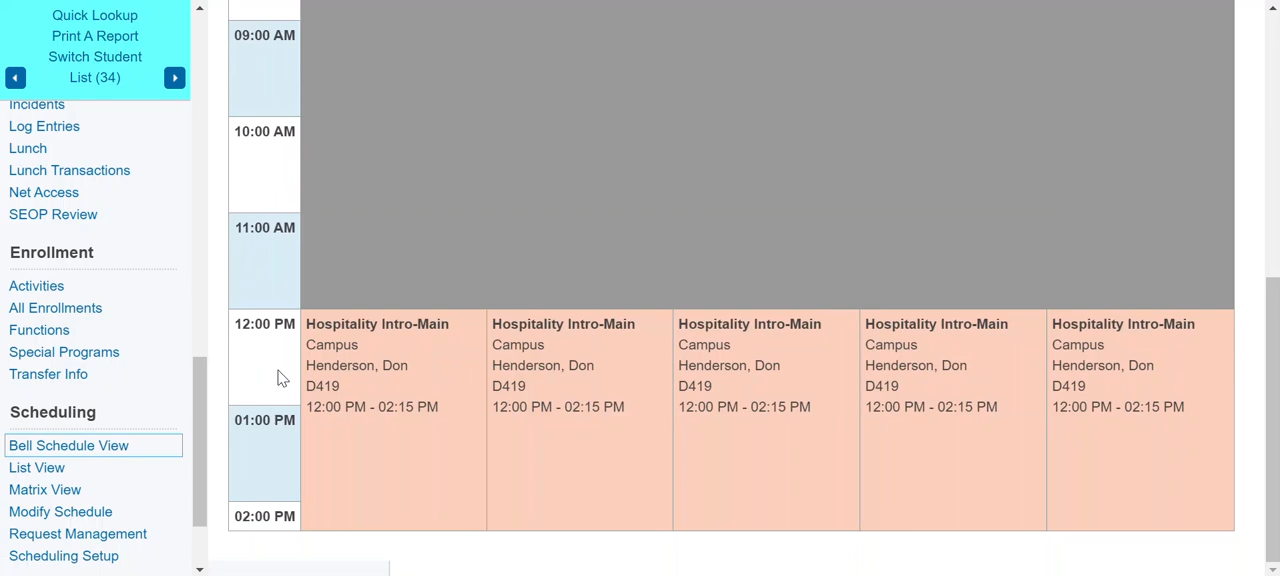 Quick Lookup
Print A Report
Switch Student
List (34)
Incidents
Log Entries
Lunch
Lunch Transactions
Net Access
SEOP Review
Enrollment
Activities
All Enrollments
Functions
Special Programs
Transfer Info
Scheduling
Bell Schedule View
List View
Matrix View
Modify Schedule
Request Management
Scheduling Setup
09:00 AM
10:00 AM
11:00 AM
12:00 PM
01:00 PM
02:00 PM
Hospitality Intro-Main
Campus
Henderson, Don
D419
12:00 PM - 02:15 PM
Hospitality Intro-Main
Campus
Henderson, Don
D419
12:00 PM - 02:15 PM
Hospitality Intro-Main
Campus
Henderson, Don
D419
12:00 PM - 02:15 PM
Hospitality Intro-Main
Campus
Henderson, Don
D419
12:00 PM - 02:15 PM
Hospitality Intro-Main
Campus
Henderson, Don
D419
12:00 PM - 02:15 PM